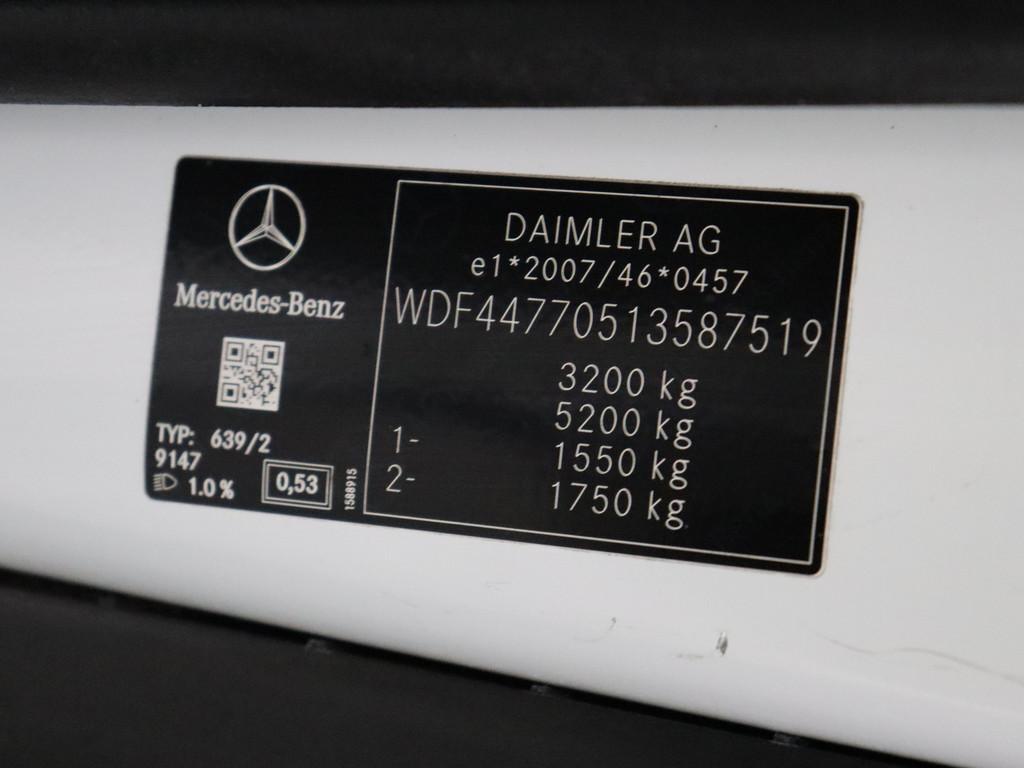 Mercedes-Benz
TYP: 639/2
9147
1.0 %
0,53
1588915
DAIMLER AG
e1*2007/46*0457
WDF44770513587519
3200 kg
5200 kg
1- 1550 kg
2- 1750 kg